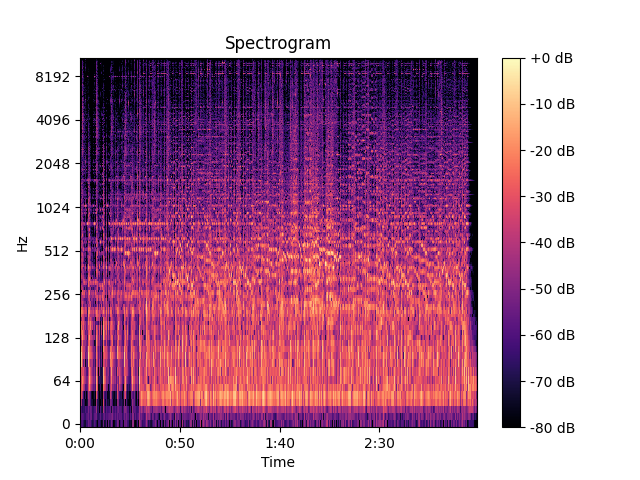 Spectrogram
8192
4096
2048
1024
512
256
128
64
0
Hz
0:00
0:50
1:40
2:30
Time
+0 dB
-10 dB
-20 dB
-30 dB
-40 dB
-50 dB
-60 dB
-70 dB
-80 dB